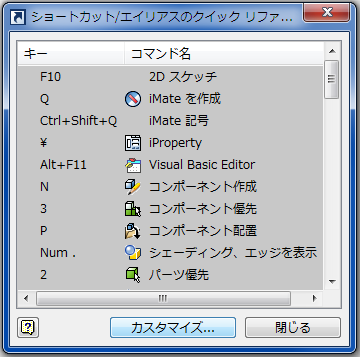 ショートカット/エイリアスのクイック リファ...
キー コマンド名
F10 2D スケッチ
Q iMate を作成
Ctrl+Shift+Q iMate 記号
¥ iProperty
Alt+F11 Visual Basic Editor
N コンポーネント作成
3 コンポーネント優先
P コンポーネント配置
Num . シェーディング、エッジを表示
2 パーツ優先
カスタマイズ... 閉じる